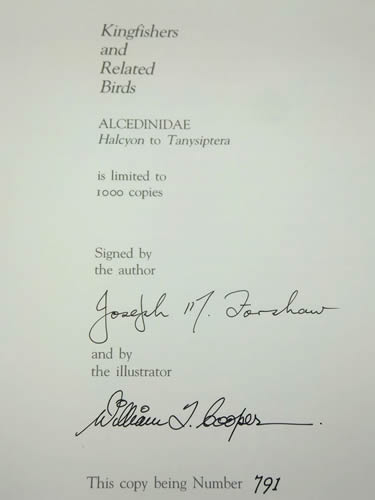 Kingfishers
and
Related
Birds
ALCEDINIDAE
Halcyon to Tanysiptera
is limited to
1000 copies
Signed by
the author
Joseph M. Forshaw
and by
the illustrator
William T. Cooper.
This copy being Number 791